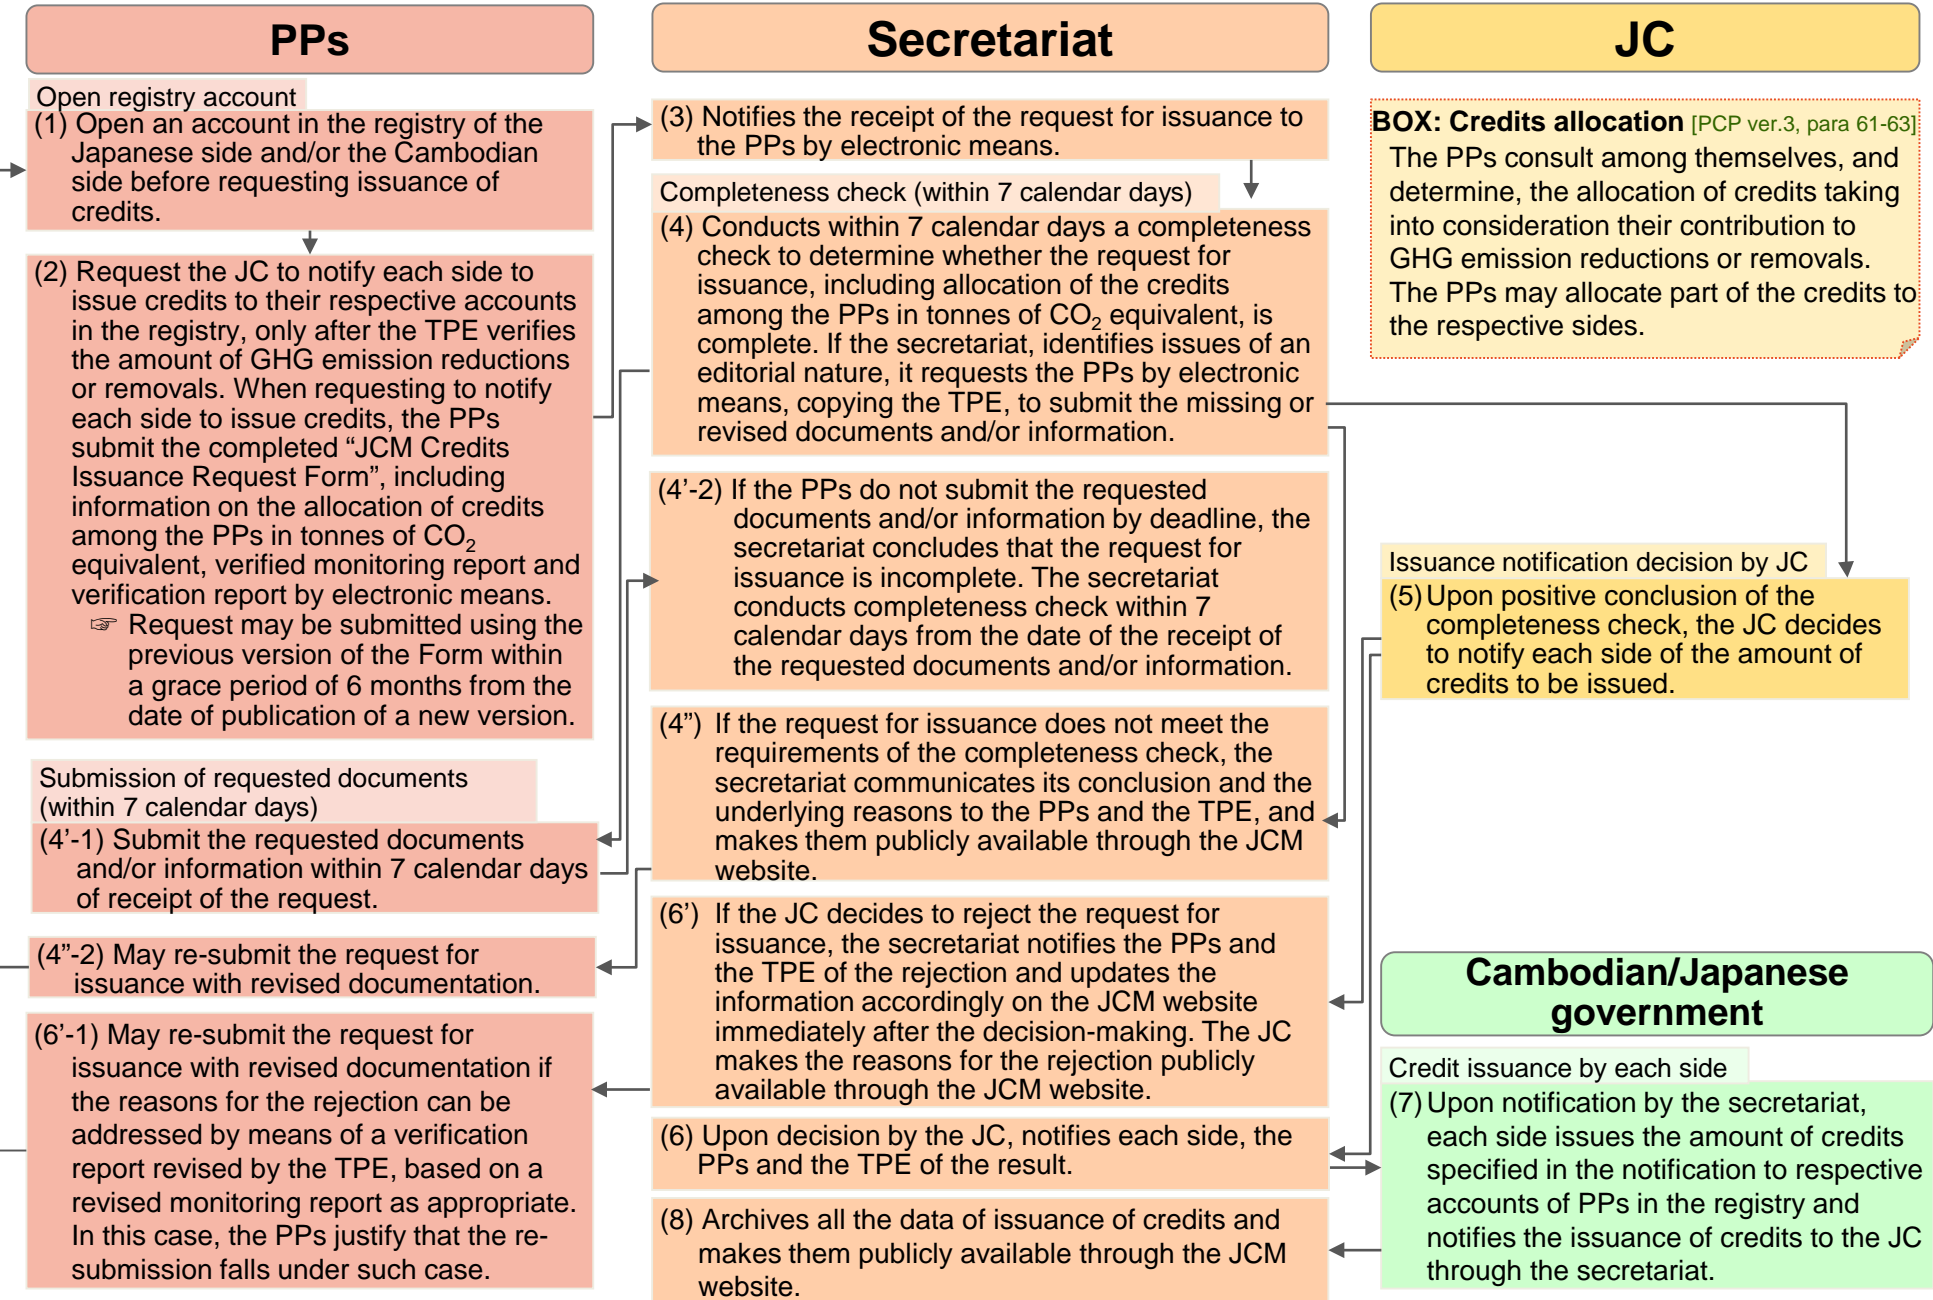 PPs
Open registry account
(1) Open an account in the registry of the
Japanese side and/or the Cambodian
side before requesting issuance of
credits.
(2) Request the JC to notify each side to
issue credits to their respective accounts
in the registry, only after the TPE verifies
the amount of GHG emission reductions
or removals. When requesting to notify
each side to issue credits, the PPs
submit the completed “JCM Credits
Issuance Request Form”, including
information on the allocation of credits
among the PPs in tonnes of CO2
equivalent, verified monitoring report and
verification report by electronic means.
☞ Request may be submitted using the
previous version of the Form within
a grace period of 6 months from the
date of publication of a new version.
Submission of requested documents
(within 7 calendar days)
(4’-1) Submit the requested documents
and/or information within 7 calendar days
of receipt of the request.
(4”-2) May re-submit the request for
issuance with revised documentation.
(6’-1) May re-submit the request for
issuance with revised documentation if
the reasons for the rejection can be
addressed by means of a verification
report revised by the TPE, based on a
revised monitoring report as appropriate.
In this case, the PPs justify that the re-
submission falls under such case.
Secretariat
(3) Notifies the receipt of the request for issuance to
the PPs by electronic means.
Completeness check (within 7 calendar days)
(4) Conducts within 7 calendar days a completeness
check to determine whether the request for
issuance, including allocation of the credits
among the PPs in tonnes of CO2 equivalent, is
complete. If the secretariat, identifies issues of an
editorial nature, it requests the PPs by electronic
means, copying the TPE, to submit the missing or
revised documents and/or information.
(4’-2) If the PPs do not submit the requested
documents and/or information by deadline, the
secretariat concludes that the request for
issuance is incomplete. The secretariat
conducts completeness check within 7
calendar days from the date of the receipt of
the requested documents and/or information.
(4”) If the request for issuance does not meet the
requirements of the completeness check, the
secretariat communicates its conclusion and the
underlying reasons to the PPs and the TPE, and
makes them publicly available through the JCM
website.
(6’) If the JC decides to reject the request for
issuance, the secretariat notifies the PPs and
the TPE of the rejection and updates the
information accordingly on the JCM website
immediately after the decision-making. The JC
makes the reasons for the rejection publicly
available through the JCM website.
(6) Upon decision by the JC, notifies each side, the
PPs and the TPE of the result.
(8) Archives all the data of issuance of credits and
makes them publicly available through the JCM
website.
JC
BOX: Credits allocation [PCP ver.3, para 61-63]
The PPs consult among themselves, and
determine, the allocation of credits taking
into consideration their contribution to
GHG emission reductions or removals.
The PPs may allocate part of the credits to
the respective sides.
Issuance notification decision by JC
(5) Upon positive conclusion of the
completeness check, the JC decides
to notify each side of the amount of
credits to be issued.
Cambodian/Japanese
government
Credit issuance by each side
(7) Upon notification by the secretariat,
each side issues the amount of credits
specified in the notification to respective
accounts of PPs in the registry and
notifies the issuance of credits to the JC
through the secretariat.